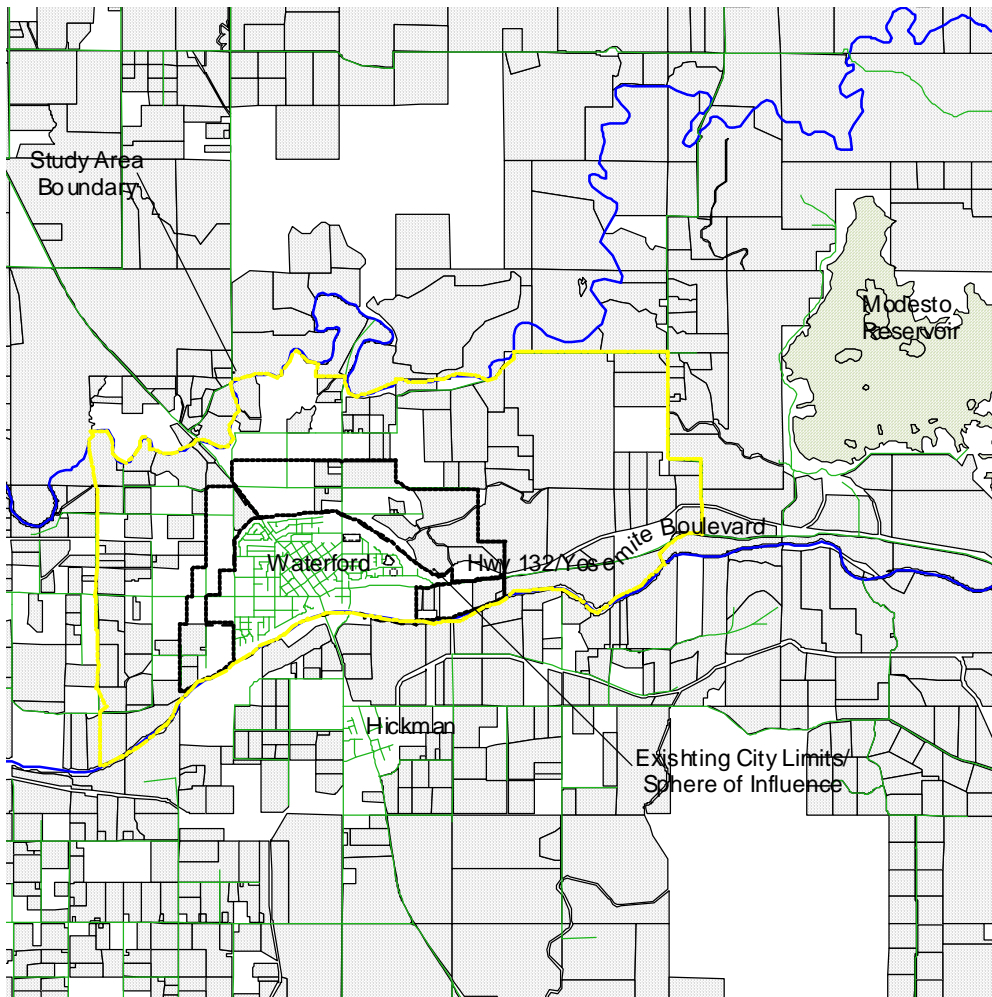 Study Area
Boundary
Modesto
Reservoir
Waterford
Hwy 132/Yosemite Boulevard
Hickman
Exishting City Limits/
Sphere of Influence